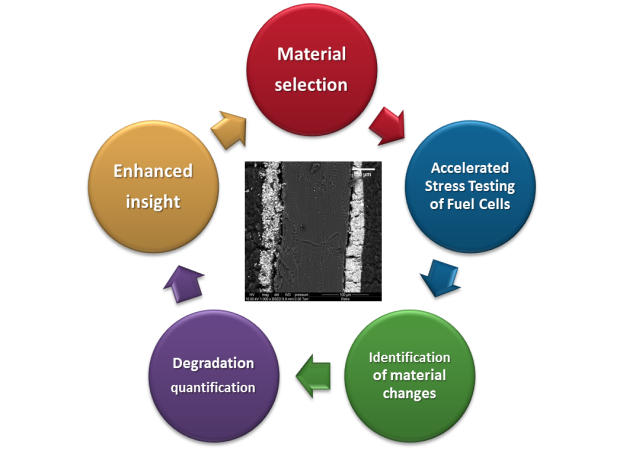 Material
selection
Accelerated
Stress Testing
of Fuel Cells
Identification
of material
changes
Degradation
quantification
Enhanced
insight